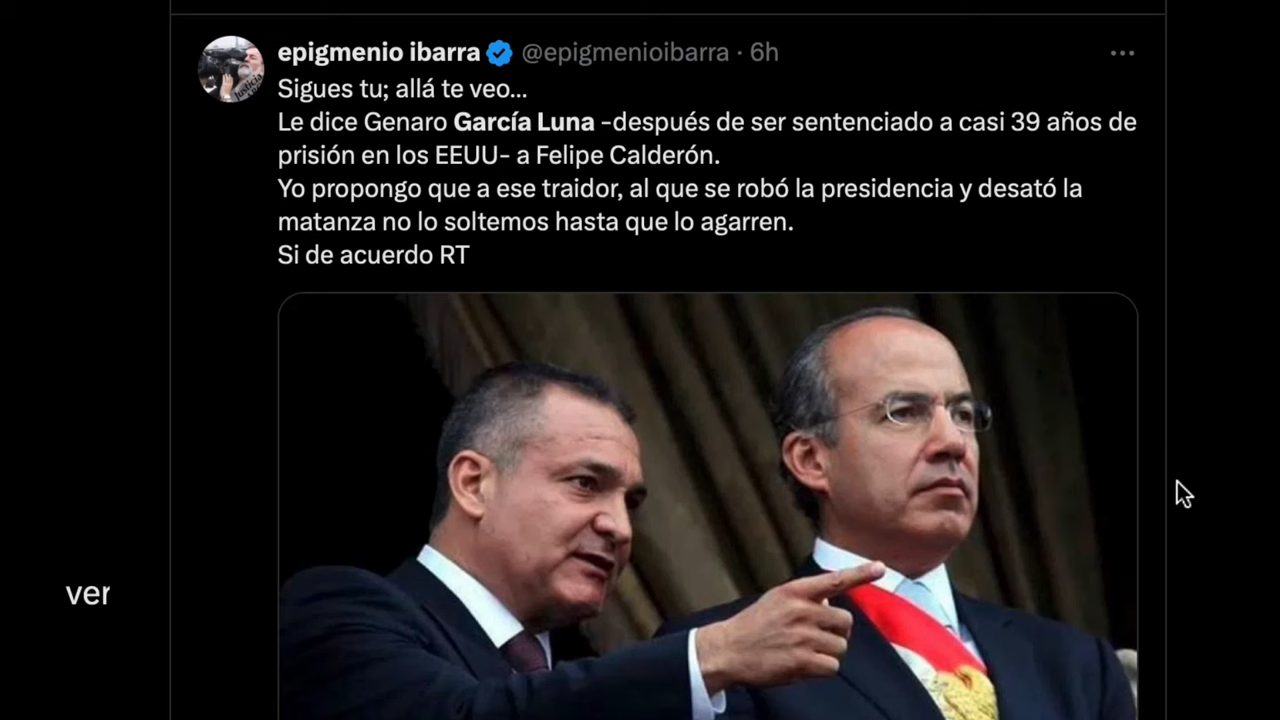 epigmenio ibarra @epigmenioibarra · 6h
Sigues tu; allá te veo...
Le dice Genaro García Luna -después de ser sentenciado a casi 39 años de
prisión en los EEUU- a Felipe Calderón.
Yo propongo que a ese traidor, al que se robó la presidencia y desató la
matanza no lo soltemos hasta que lo agarren.
Si de acuerdo RT
ver